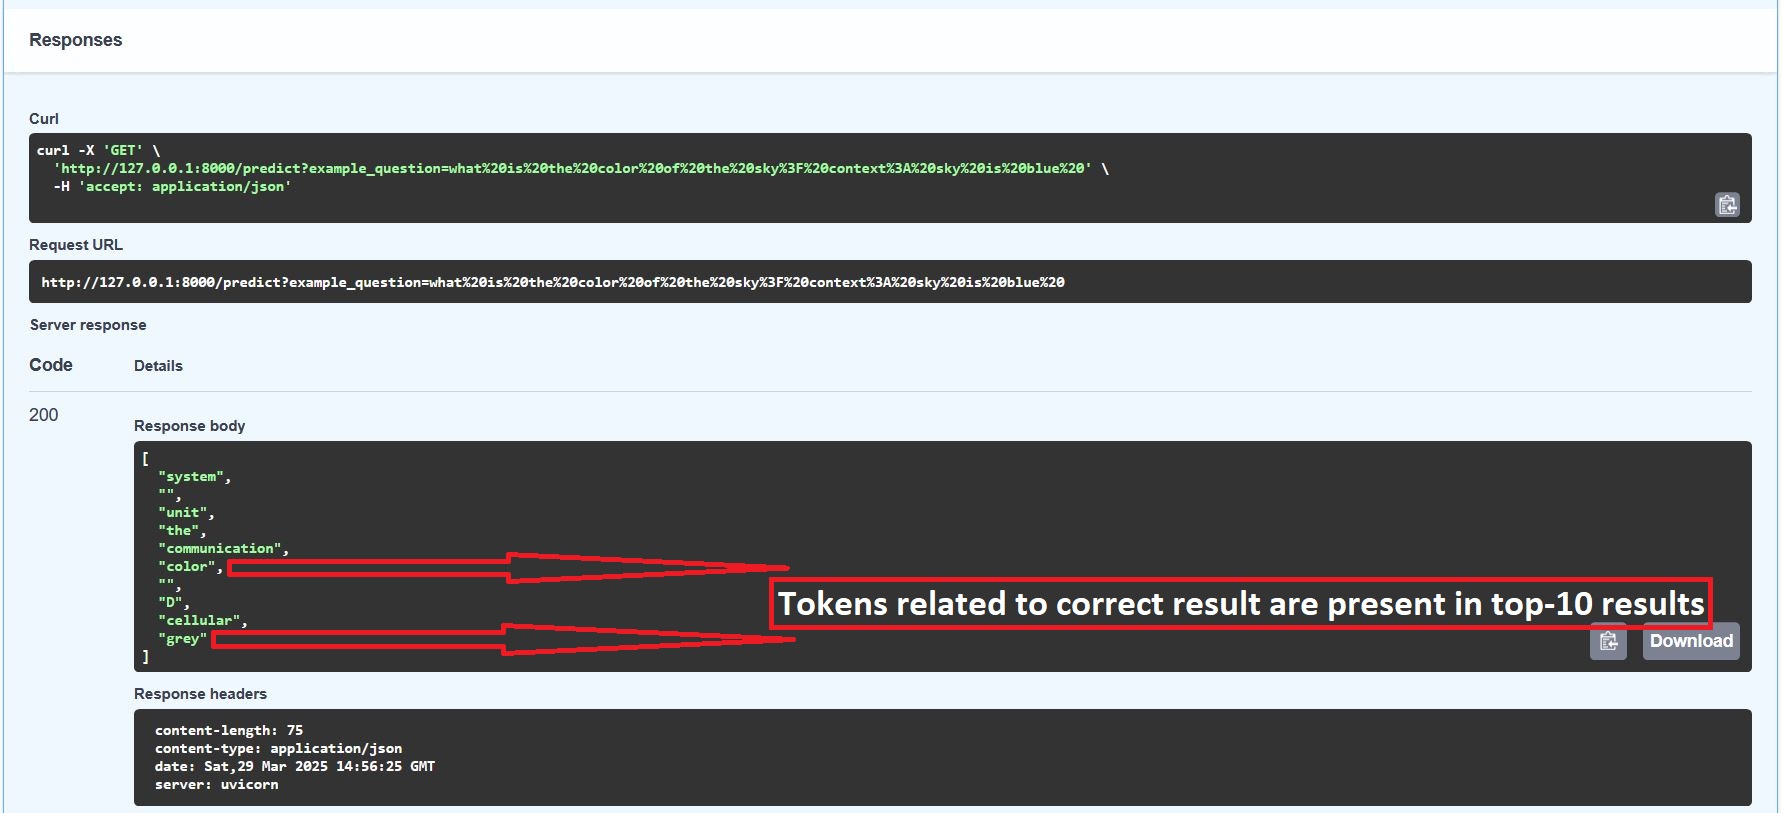 Responses
Curl
curl -X 'GET' \
'http://127.0.0.1:8000/predict?example_question=what%20is%20the%20color%20of%20the%20sky%3F%20context%3A%20sky%20is%20blue%20' \
-H 'accept: application/json'
Request URL
http://127.0.0.1:8000/predict?example_question=what%20is%20the%20color%20of%20the%20sky%3F%20context%3A%20sky%20is%20blue%20
Server response
Code Details
200
Response body
[
"system",
"",
"unit",
"the",
"communication",
"color",
"",
"D",
"cellular",
"grey"
]
Tokens related to correct result are present in top-10 results
Download
Response headers
content-length: 75
content-type: application/json
date: Sat,29 Mar 2025 14:56:25 GMT
server: uvicorn